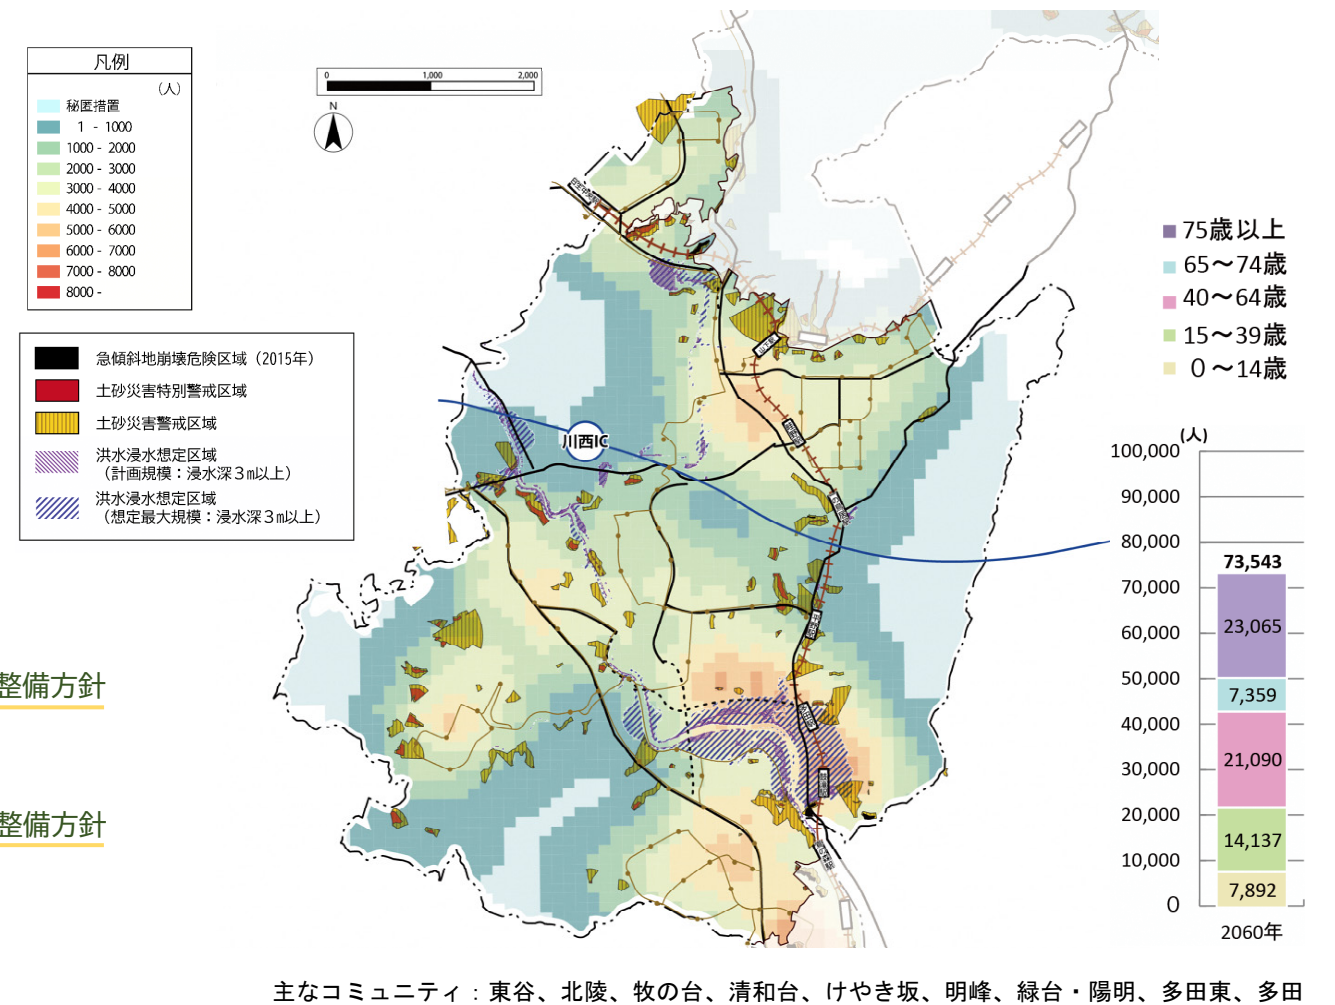 凡例
(人)
秘匿措置
1 - 1000
1000 - 2000
2000 - 3000
3000 - 4000
4000 - 5000
5000 - 6000
6000 - 7000
7000 - 8000
8000 -
急傾斜地崩壊危険区域（2015年）
土砂災害特別警戒区域
土砂災害警戒区域
洪水浸水想定区域
（計画規模：浸水深３ｍ以上）
洪水浸水想定区域
（想定最大規模：浸水深３ｍ以上）
0 1,000 2,000
N
川西IC
整備方針
整備方針
75歳以上
65～74歳
40～64歳
15～39歳
0～14歳
(人)
100,000
90,000
80,000
70,000
60,000
50,000
40,000
30,000
20,000
10,000
0
73,543
23,065
7,359
21,090
14,137
7,892
2060年
主なコミュニティ：東谷、北陵、牧の台、清和台、けやき坂、明峰、緑台・陽明、多田東、多田